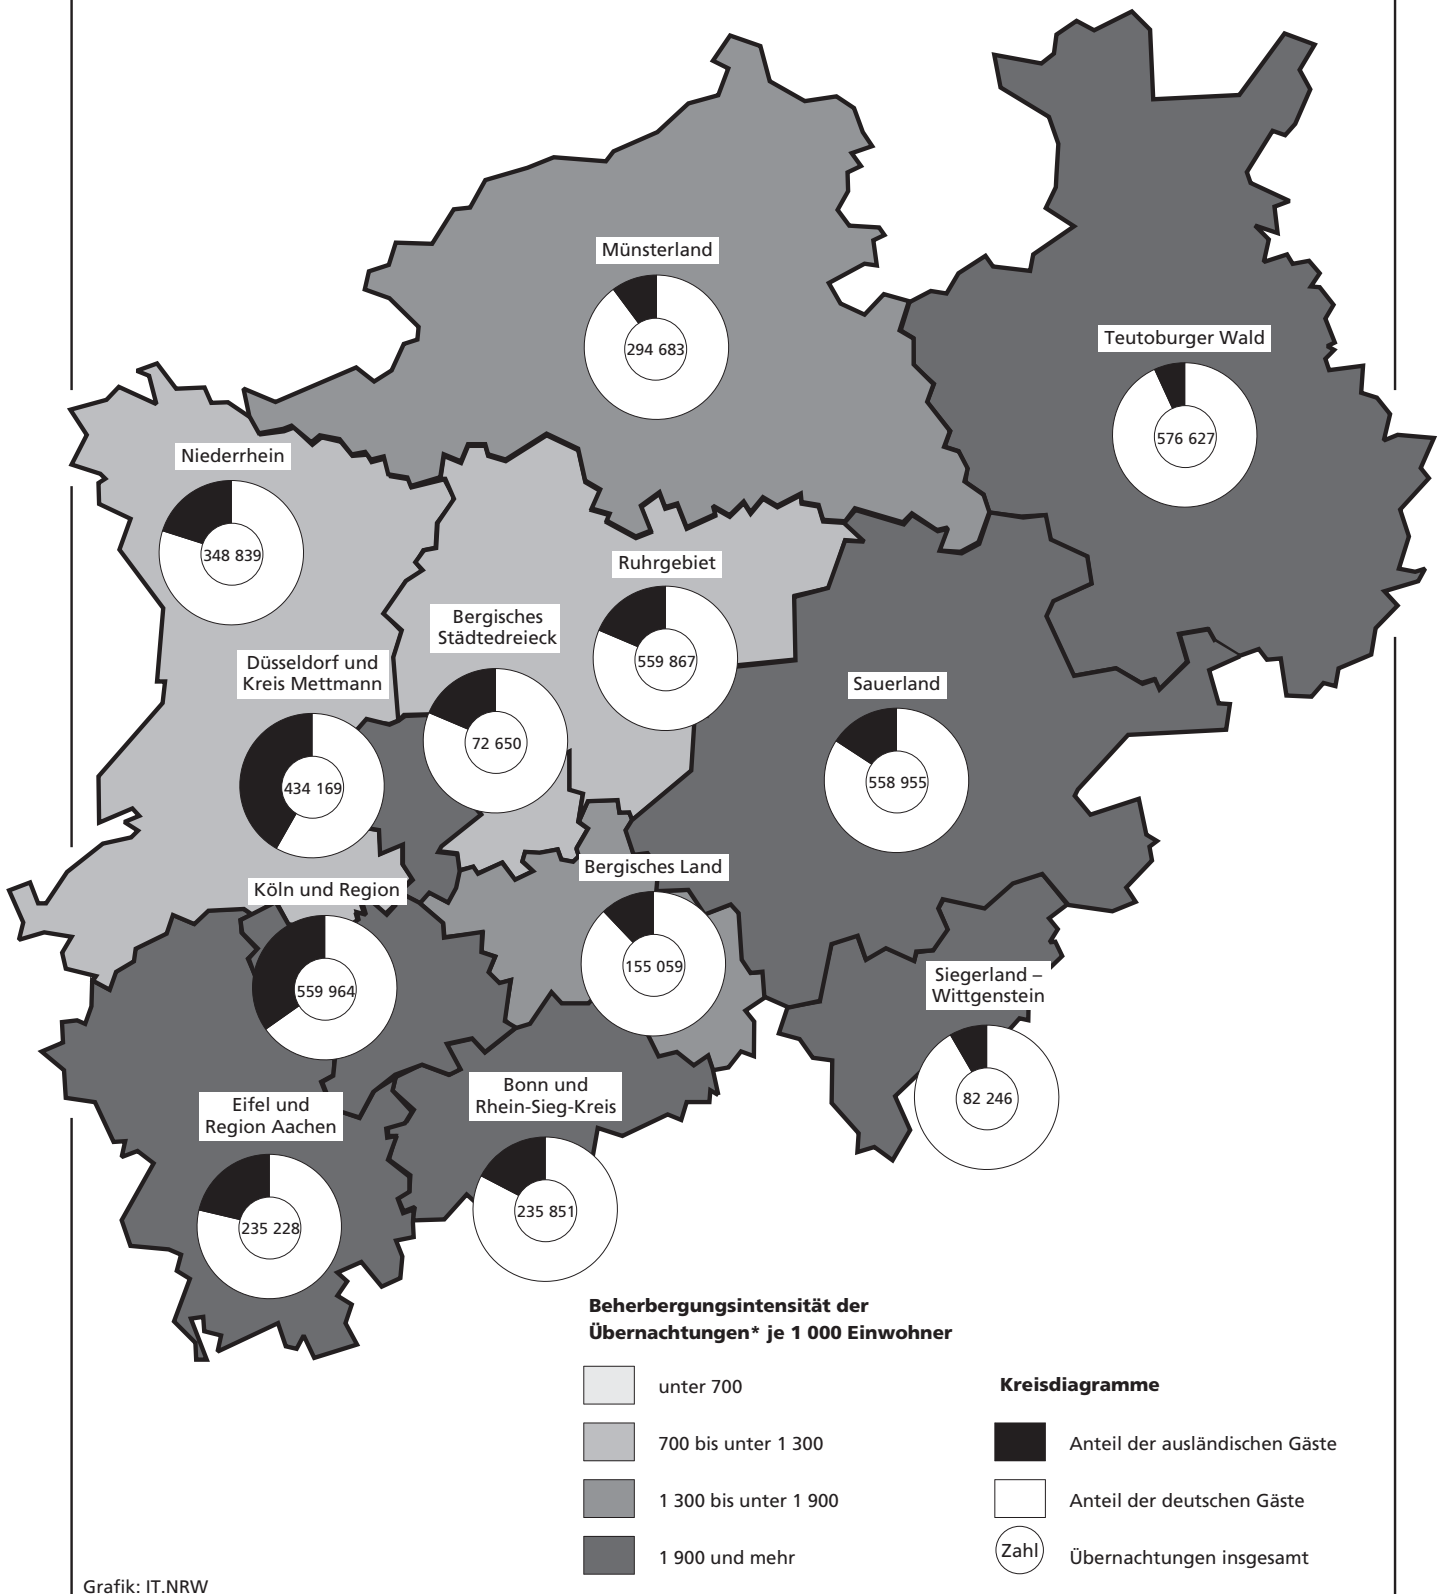 Münsterland
294 683
Teutoburger Wald
576 627
Niederrhein
348 839
Ruhrgebiet
559 867
Bergisches
Städtedreieck
72 650
Düsseldorf und
Kreis Mettmann
434 169
Sauerland
558 955
Bergisches Land
155 059
Köln und Region
559 964
Siegerland –
Wittgenstein
82 246
Bonn und
Rhein-Sieg-Kreis
235 851
Eifel und
Region Aachen
235 228
Beherbergungsintensität der
Übernachtungen* je 1 000 Einwohner
unter 700
700 bis unter 1 300
1 300 bis unter 1 900
1 900 und mehr
Kreisdiagramme
Anteil der ausländischen Gäste
Anteil der deutschen Gäste
Zahl
Übernachtungen insgesamt
Grafik: IT.NRW